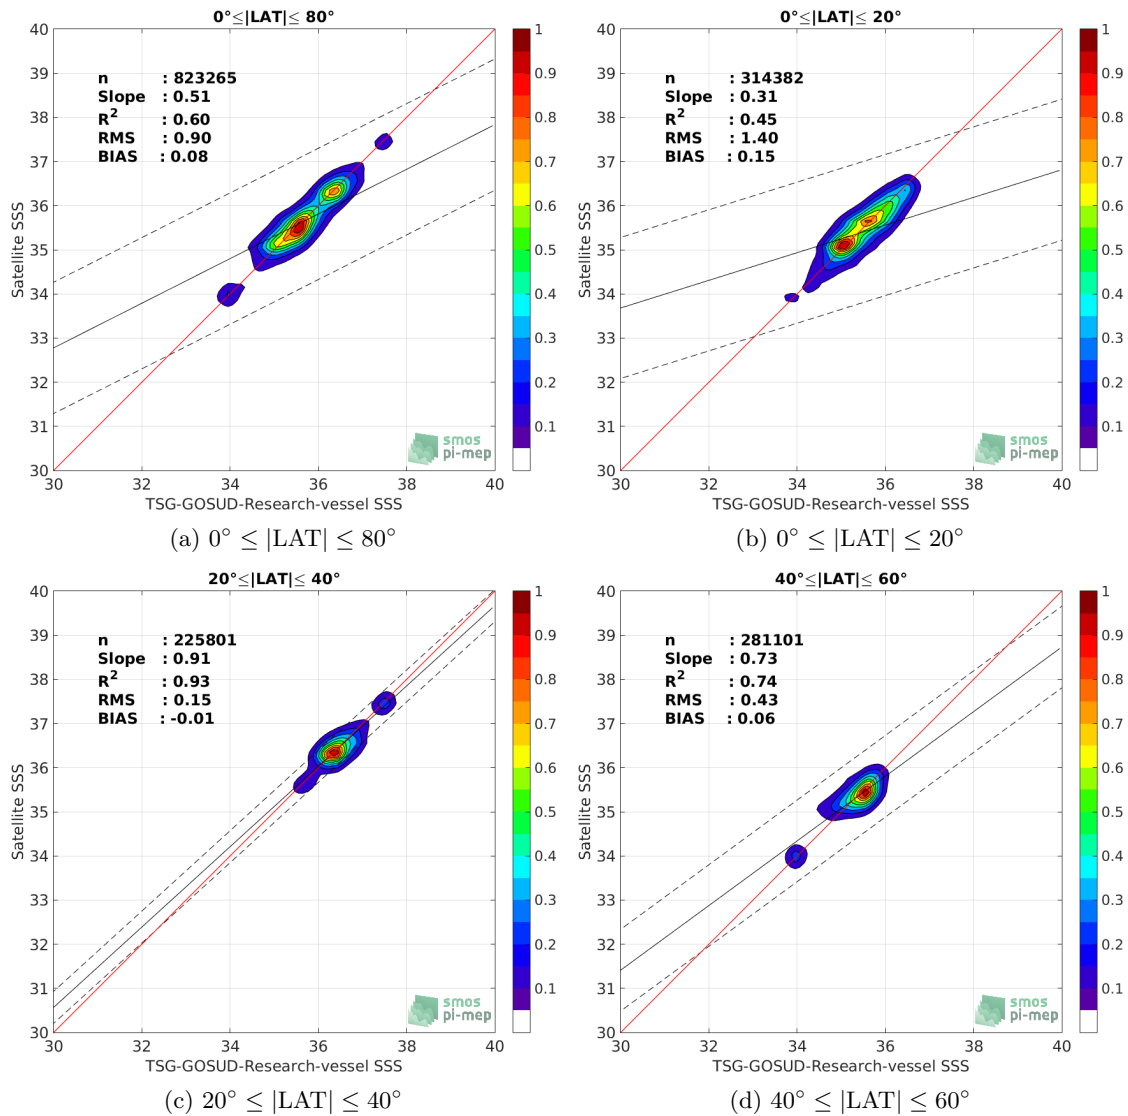 0°≤|LAT|≤ 80°
40
39
38
37
36
35
34
33
32
31
30
Satellite SSS
n : 823265
Slope : 0.51
R² : 0.60
RMS : 0.90
BIAS : 0.08
smos
pi-mep
30 32 34 36 38 40
TSG-GOSUD-Research-vessel SSS
1
0.9
0.8
0.7
0.6
0.5
0.4
0.3
0.2
0.1
(a) 0° ≤ |LAT| ≤ 80°
0°≤|LAT|≤ 20°
40
39
38
37
36
35
34
33
32
31
30
Satellite SSS
n : 314382
Slope : 0.31
R² : 0.45
RMS : 1.40
BIAS : 0.15
smos
pi-mep
30 32 34 36 38 40
TSG-GOSUD-Research-vessel SSS
1
0.9
0.8
0.7
0.6
0.5
0.4
0.3
0.2
0.1
(b) 0° ≤ |LAT| ≤ 20°
20°≤|LAT|≤ 40°
40
39
38
37
36
35
34
33
32
31
30
Satellite SSS
n : 225801
Slope : 0.91
R² : 0.93
RMS : 0.15
BIAS : -0.01
smos
pi-mep
30 32 34 36 38 40
TSG-GOSUD-Research-vessel SSS
1
0.9
0.8
0.7
0.6
0.5
0.4
0.3
0.2
0.1
(c) 20° ≤ |LAT| ≤ 40°
40°≤|LAT|≤ 60°
40
39
38
37
36
35
34
33
32
31
30
Satellite SSS
n : 281101
Slope : 0.73
R² : 0.74
RMS : 0.43
BIAS : 0.06
smos
pi-mep
30 32 34 36 38 40
TSG-GOSUD-Research-vessel SSS
1
0.9
0.8
0.7
0.6
0.5
0.4
0.3
0.2
0.1
(d) 40° ≤ |LAT| ≤ 60°